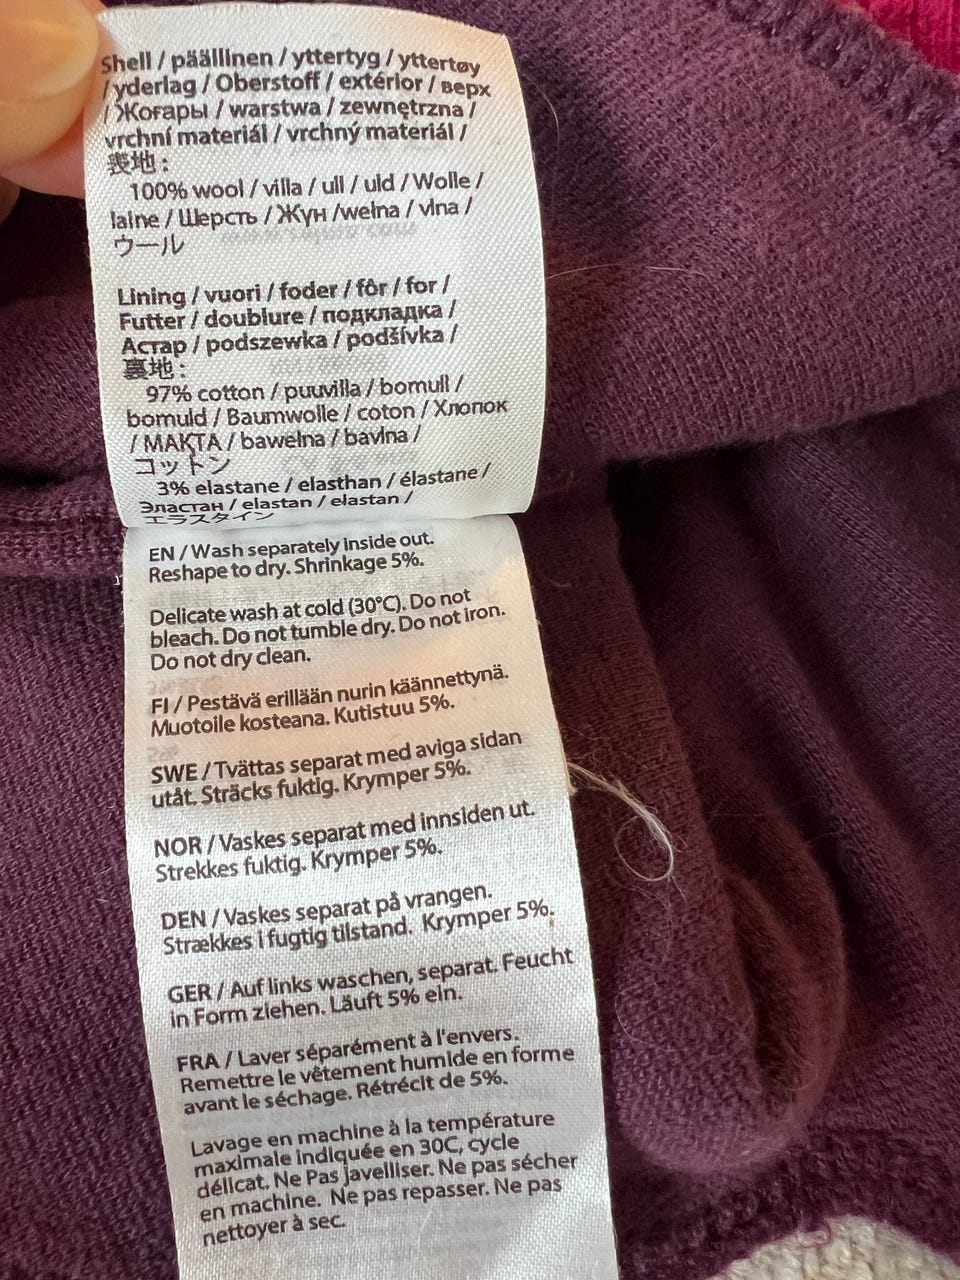 Shell / päällinen / yttertyg / yttertøy
/ yderlag / Oberstoff / extérior / верх
/ Жоғары / warstwa / zewnętrzna /
vrchní materiál / vrchný materiál /
表地 :
100% wool / villa / ull / uld / Wolle /
laine / Шерсть / Жүн /wełna / vlna /
ウール
Lining / vuori / foder / fôr / for /
Futter / doublure / подкладка /
Астар / podszewka / podšívka /
裏地 :
97% cotton / puuvilla / bomull /
bomuld / Baumwolle / coton / Хлопок
/ МАҚТА / bawełna / bavlna /
コットン
3% elastane / elasthan / élastane /
Эластан / elastan / elastan /
エラスタイン
EN / Wash separately inside out.
Reshape to dry. Shrinkage 5%.
Delicate wash at cold (30°C). Do not
bleach. Do not tumble dry. Do not iron.
Do not dry clean.
FI / Pestävä erillään nurin käännettynä.
Muotoile kosteana. Kutistuu 5%.
SWE / Tvättas separat med aviga sidan
utåt. Sträcks fuktig. Krymper 5%.
NOR / Vaskes separat med innsiden ut.
Strekkes fuktig. Krymper 5%.
DEN / Vaskes separat på vrangen.
Strækkes i fugtig tilstand. Krymper 5%.
GER / Auf links waschen, separat. Feucht
in Form ziehen. Läuft 5% ein.
FRA / Laver séparément à l'envers.
Remettre le vêtement humide en forme
avant le séchage. Rétrécit de 5%.
Lavage en machine à la température
maximale indiquée en 30C, cycle
délicat. Ne Pas javelliser. Ne pas sécher
en machine. Ne pas repasser. Ne pas
nettoyer à sec.